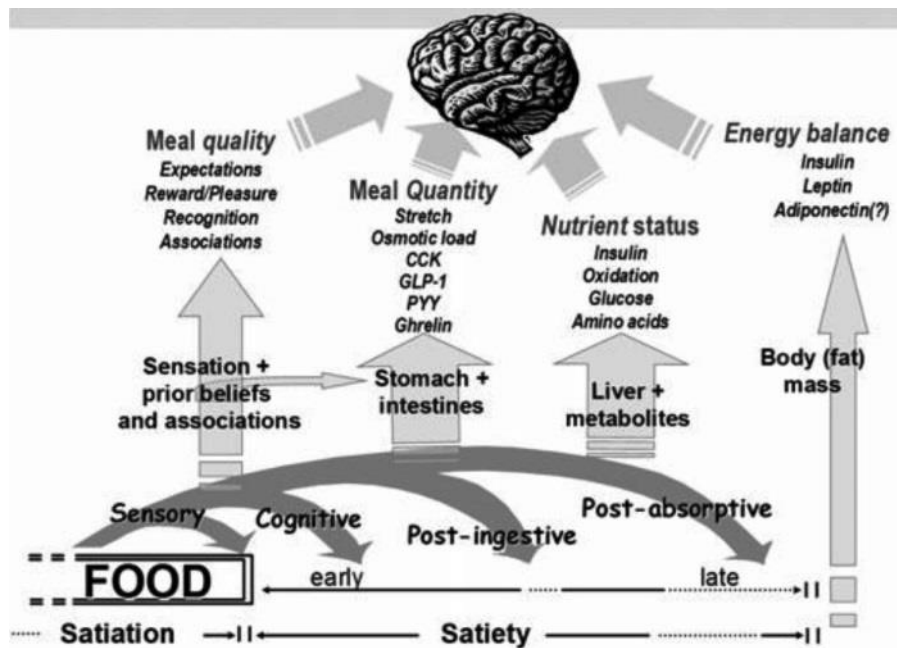 Meal quality
Expectations
Reward/Pleasure
Recognition
Associations
Meal Quantity
Stretch
Osmotic load
CCK
GLP-1
PYY
Ghrelin
Nutrient status
Insulin
Oxidation
Glucose
Amino acids
Energy balance
Insulin
Leptin
Adiponectin(?)
Sensation +
prior beliefs
and associations
Stomach +
intestines
Liver +
metabolites
Body (fat)
mass
Sensory
Cognitive
Post-ingestive
Post-absorptive
FOOD
early
late
Satiation
Satiety